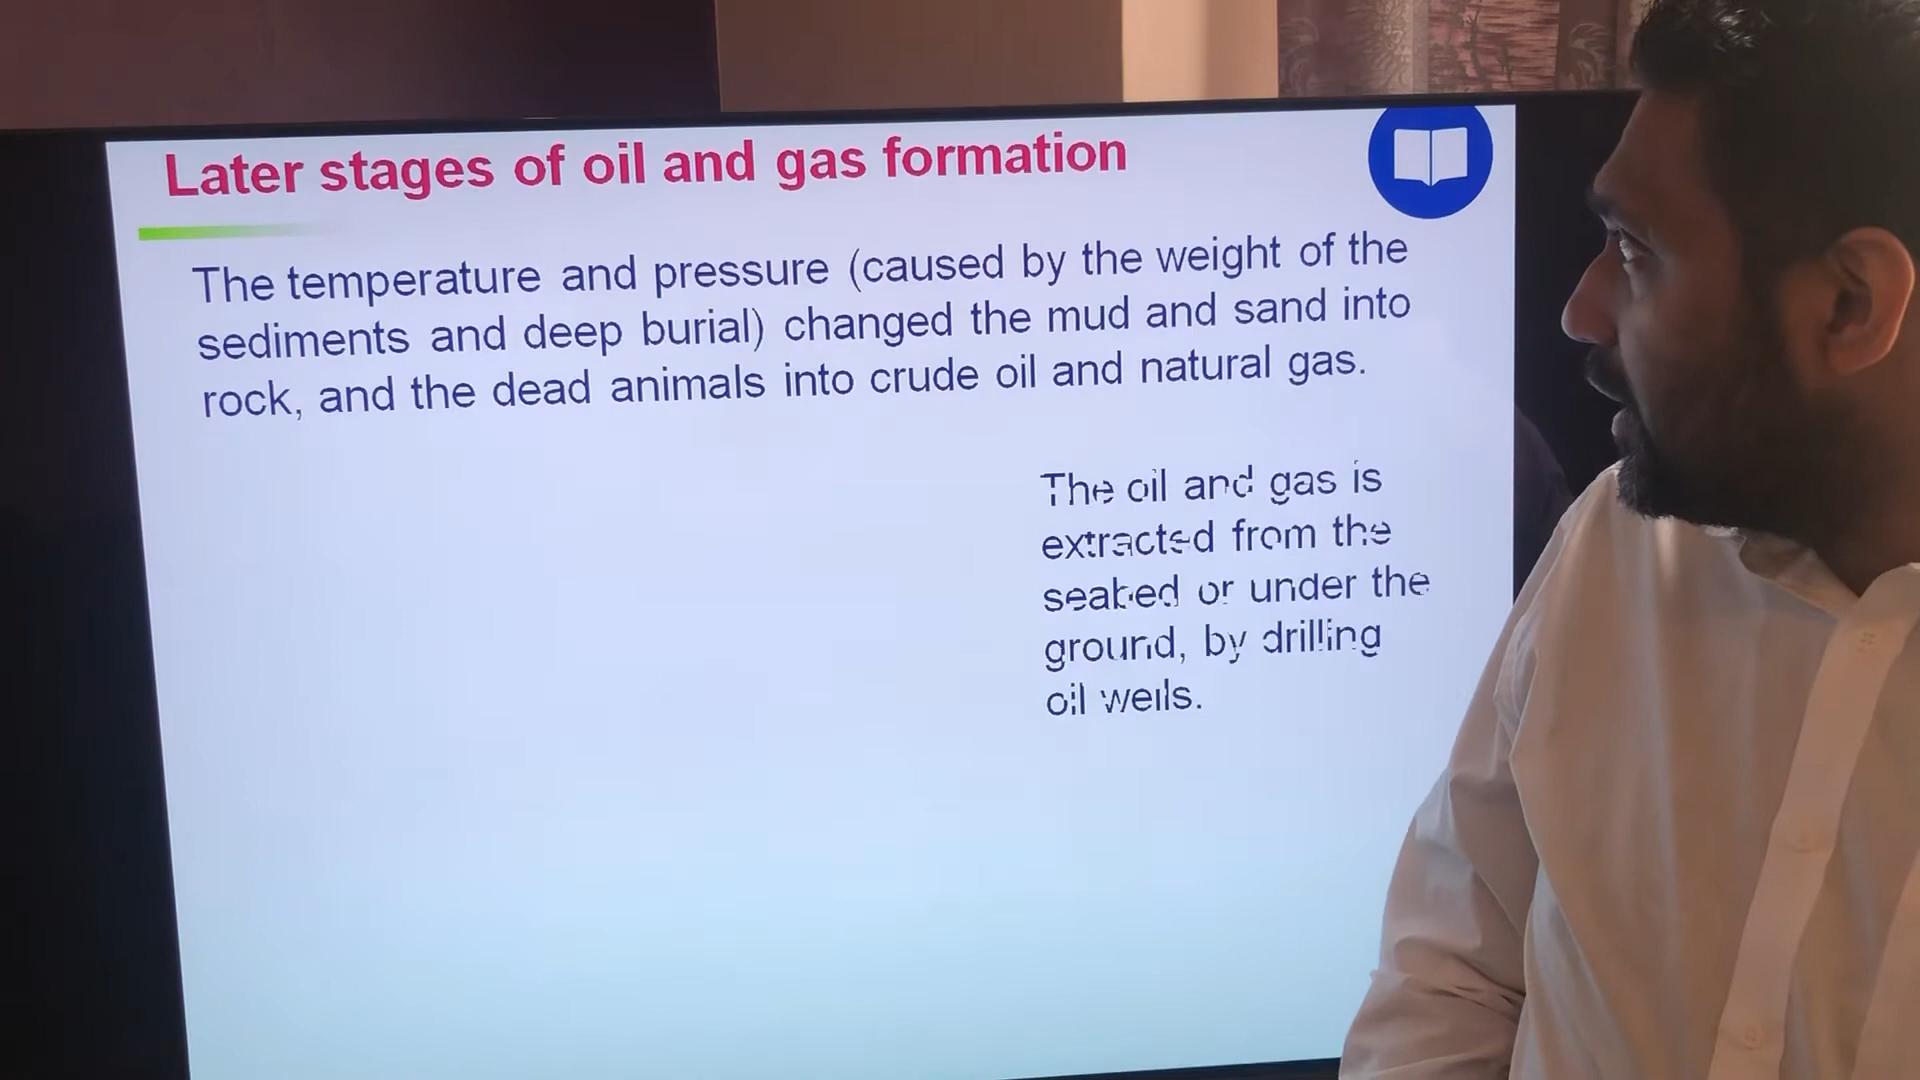 Later stages of oil and gas formation
The temperature and pressure (caused by the weight of the
sediments and deep burial) changed the mud and sand into
rock, and the dead animals into crude oil and natural gas.
The oil and gas is
extracted from the
seabed or under the
ground, by drilling
oil wells.